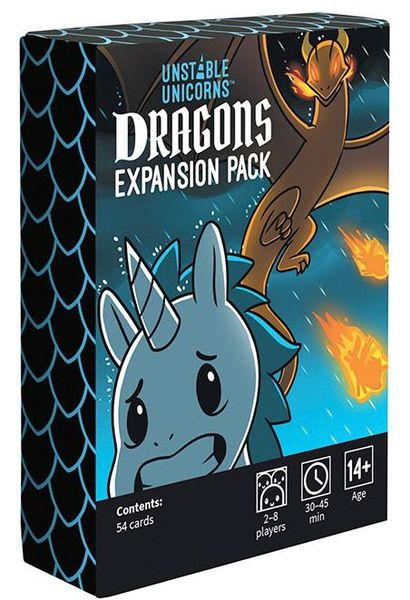 UNSTABLE
UNICORNS™
DRAGONS
EXPANSION PACK
Contents:
54 cards
2–8
players
30–45
min
14+
Age